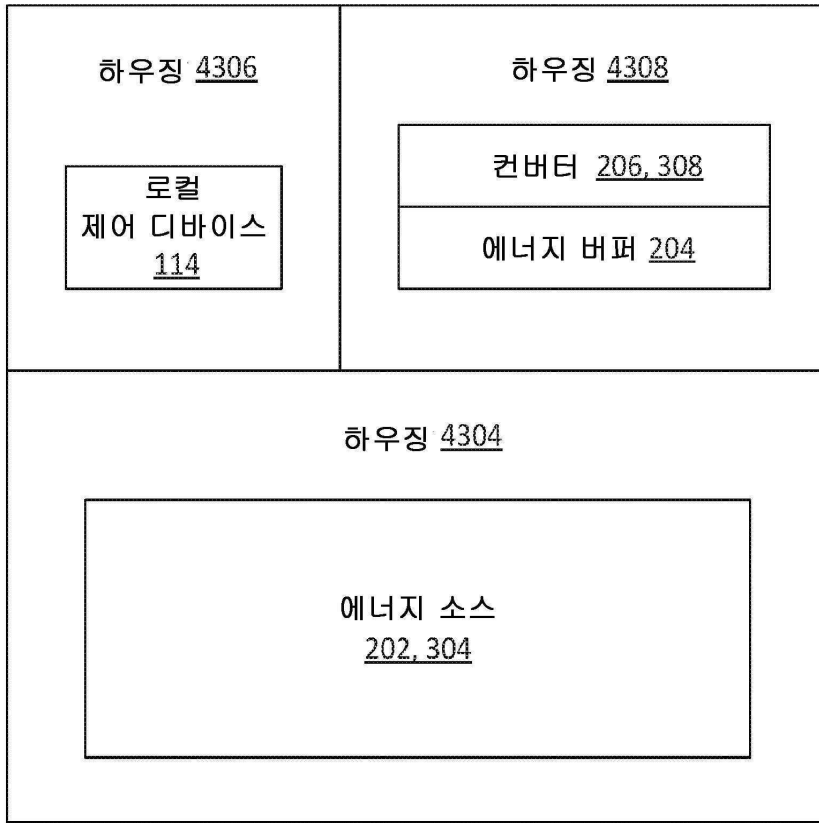 하우징 4306
로컬
제어 디바이스
114
하우징 4308
컨버터 206, 308
에너지 버퍼 204
하우징 4304
에너지 소스
202, 304